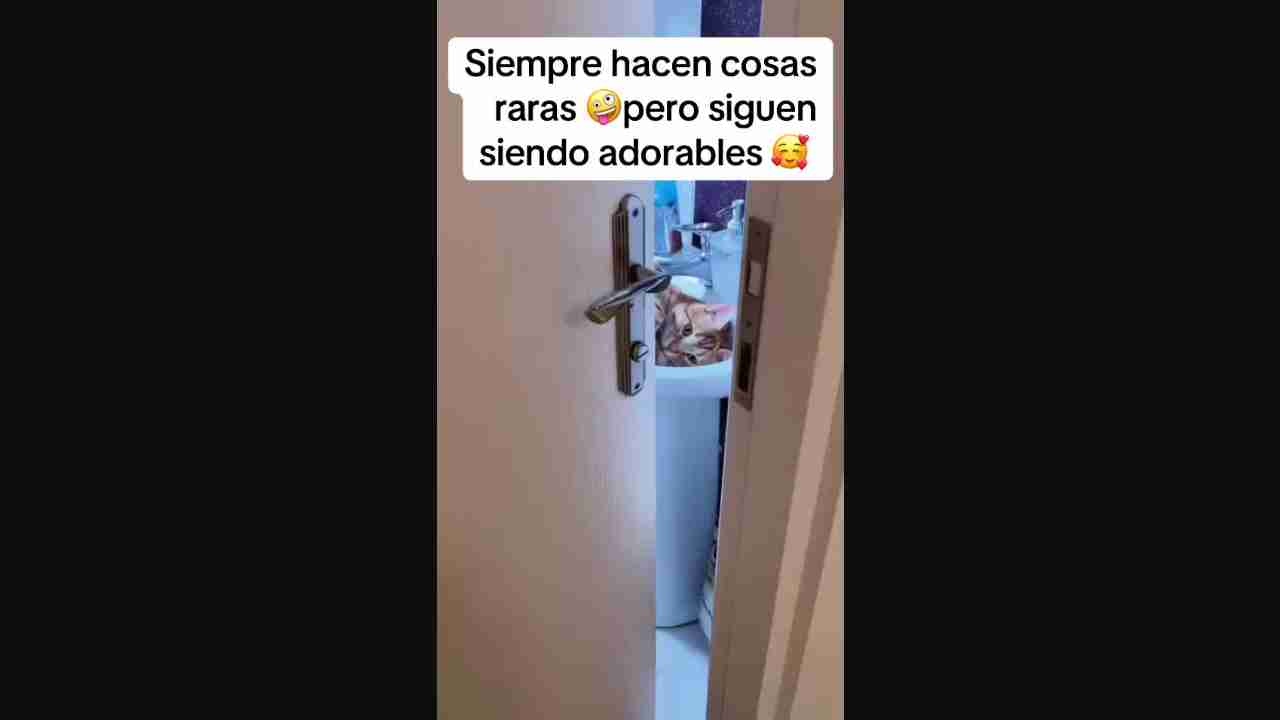 Siempre hacen cosas
raras 🤪pero siguen
siendo adorables 🥰